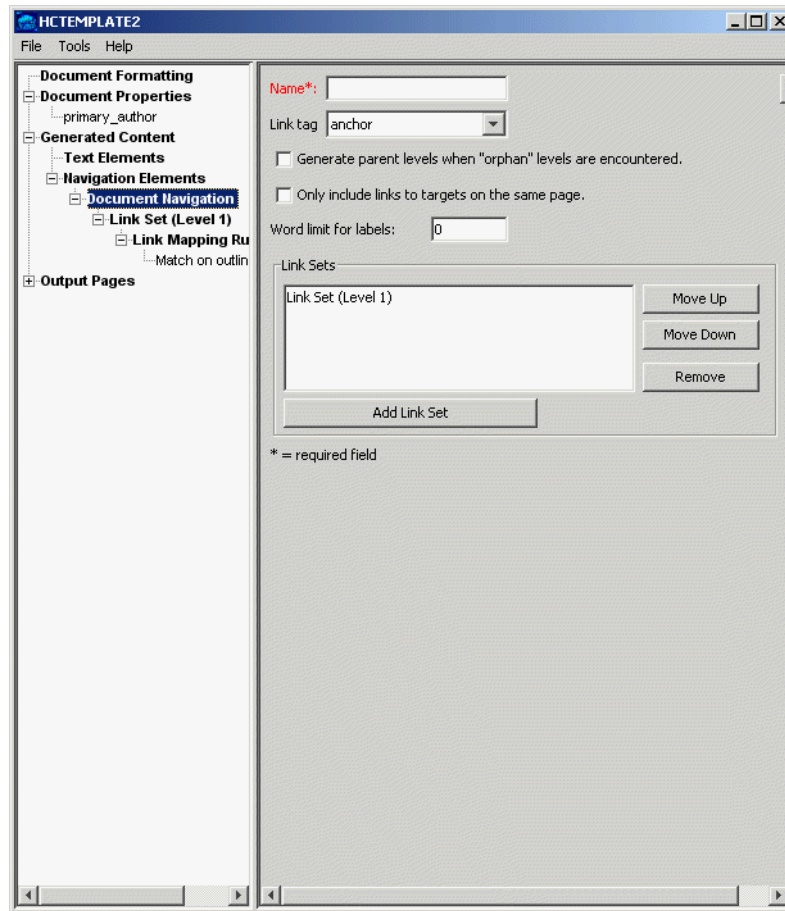 HCTEMPLATE2
File Tools Help
Document Formatting
Document Properties
primary_author
Generated Content
Text Elements
Navigation Elements
Document Navigation
Link Set (Level 1)
Link Mapping Ru
Match on outlin
Output Pages
Name*:
Link tag anchor
Generate parent levels when "orphan" levels are encountered.
Only include links to targets on the same page.
Word limit for labels: 0
Link Sets
Link Set (Level 1)
Move Up
Move Down
Remove
Add Link Set
* = required field